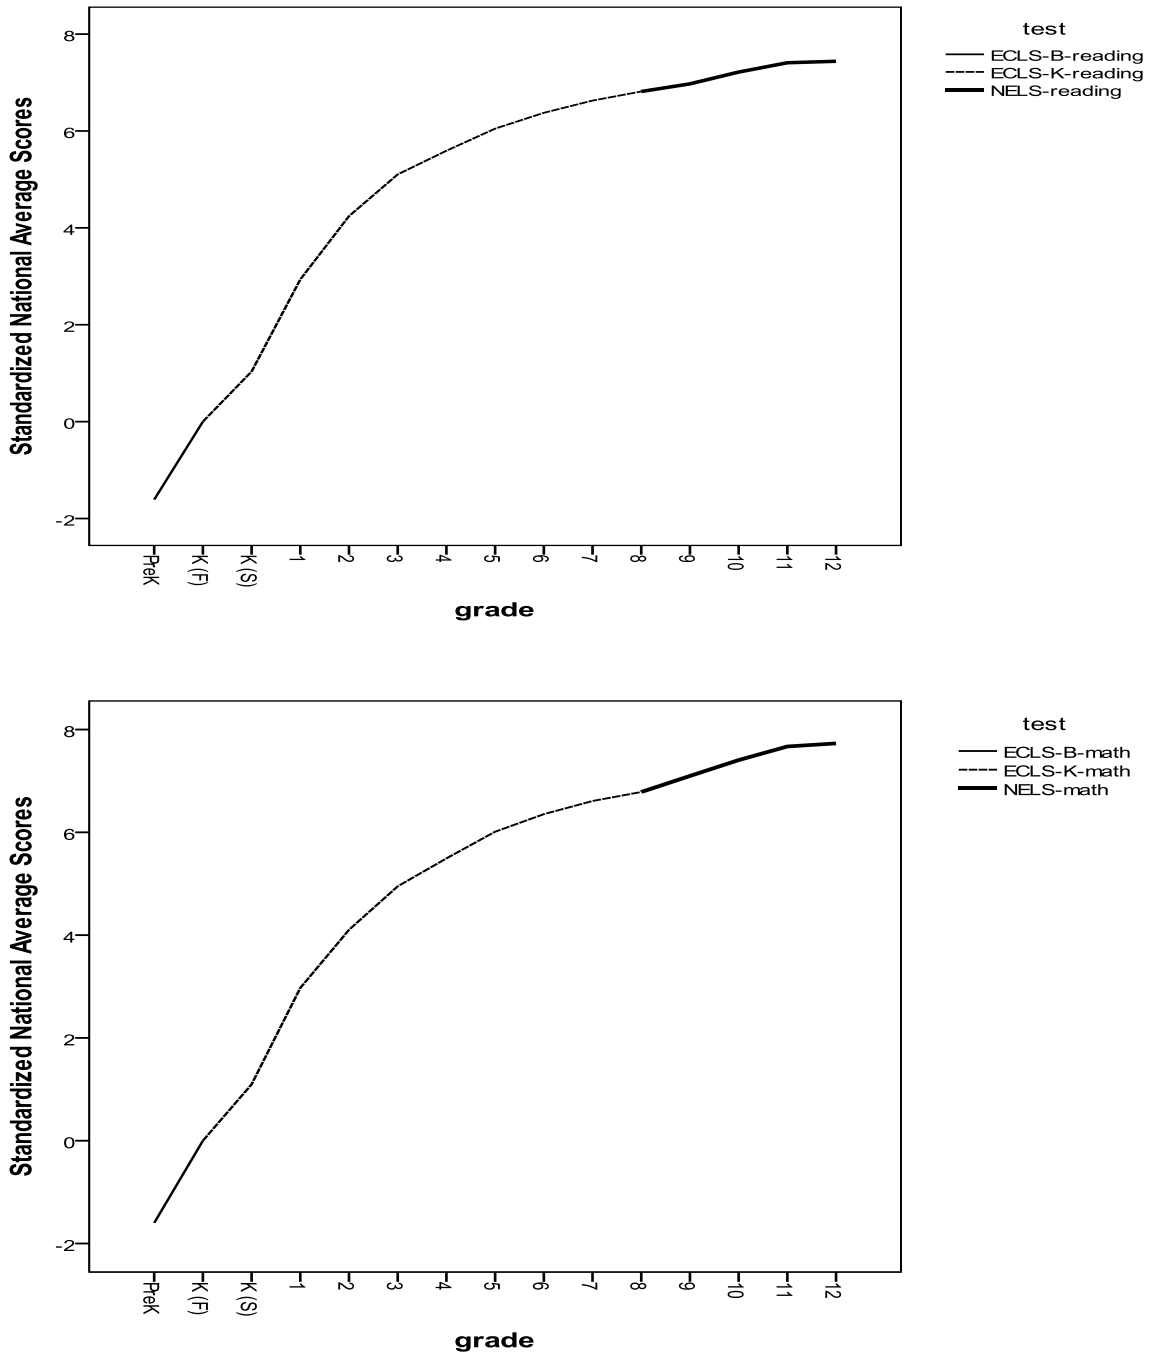 test
ECLS-B-reading
ECLS-K-reading
NELS-reading
Standardized National Average Scores
8
6
4
2
0
-2
PreK
K (F)
K (S)
1
2
3
4
5
6
7
8
9
10
11
12
grade
test
ECLS-B-math
ECLS-K-math
NELS-math
Standardized National Average Scores
8
6
4
2
0
-2
PreK
K (F)
K (S)
1
2
3
4
5
6
7
8
9
10
11
12
grade